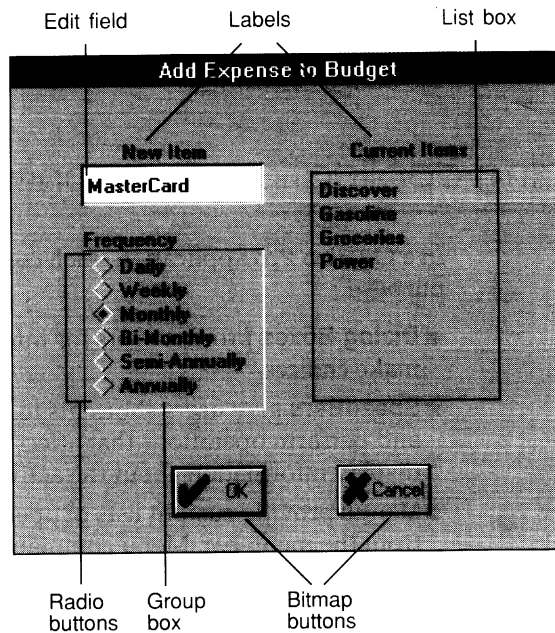 Edit field
Labels
List box
Add Expense to Budget
New Item
Current Items
MasterCard
Discover
Gasoline
Groceries
Power
Frequency
Daily
Weekly
Monthly
Bi-Monthly
Semi-Annually
Annually
OK
Cancel
Radio buttons
Group box
Bitmap buttons